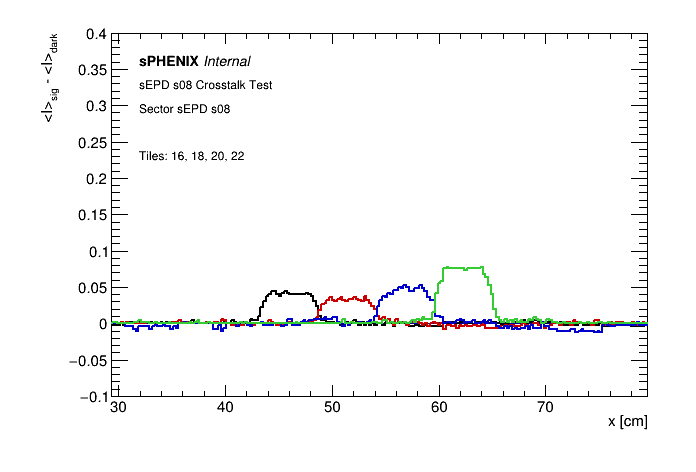 <I>sig - <I>dark
0.4
0.35
0.3
0.25
0.2
0.15
0.1
0.05
0
−0.05
−0.1
sPHENIX Internal
sEPD s08 Crosstalk Test
Sector sEPD s08
Tiles: 16, 18, 20, 22
30 40 50 60 70
x [cm]